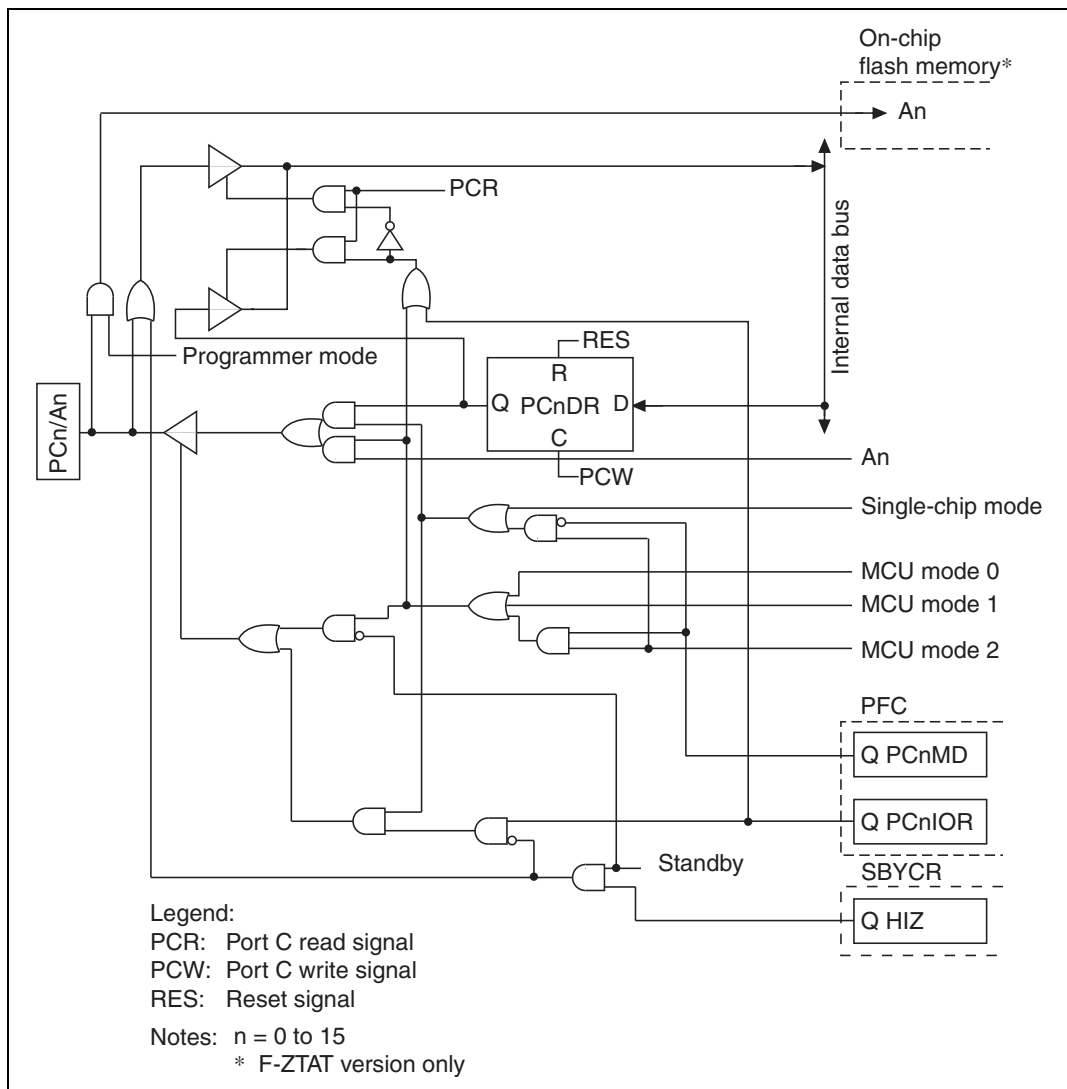 On-chip
flash memory*
An
PCR
Internal data bus
Programmer mode
RES
R
Q PCnDR D
C
PCW
PCn/An
An
Single-chip mode
MCU mode 0
MCU mode 1
MCU mode 2
PFC
Q PCnMD
Q PCnIOR
Standby
SBYCR
Q HIZ
Legend:
PCR: Port C read signal
PCW: Port C write signal
RES: Reset signal
Notes: n = 0 to 15
* F-ZTAT version only